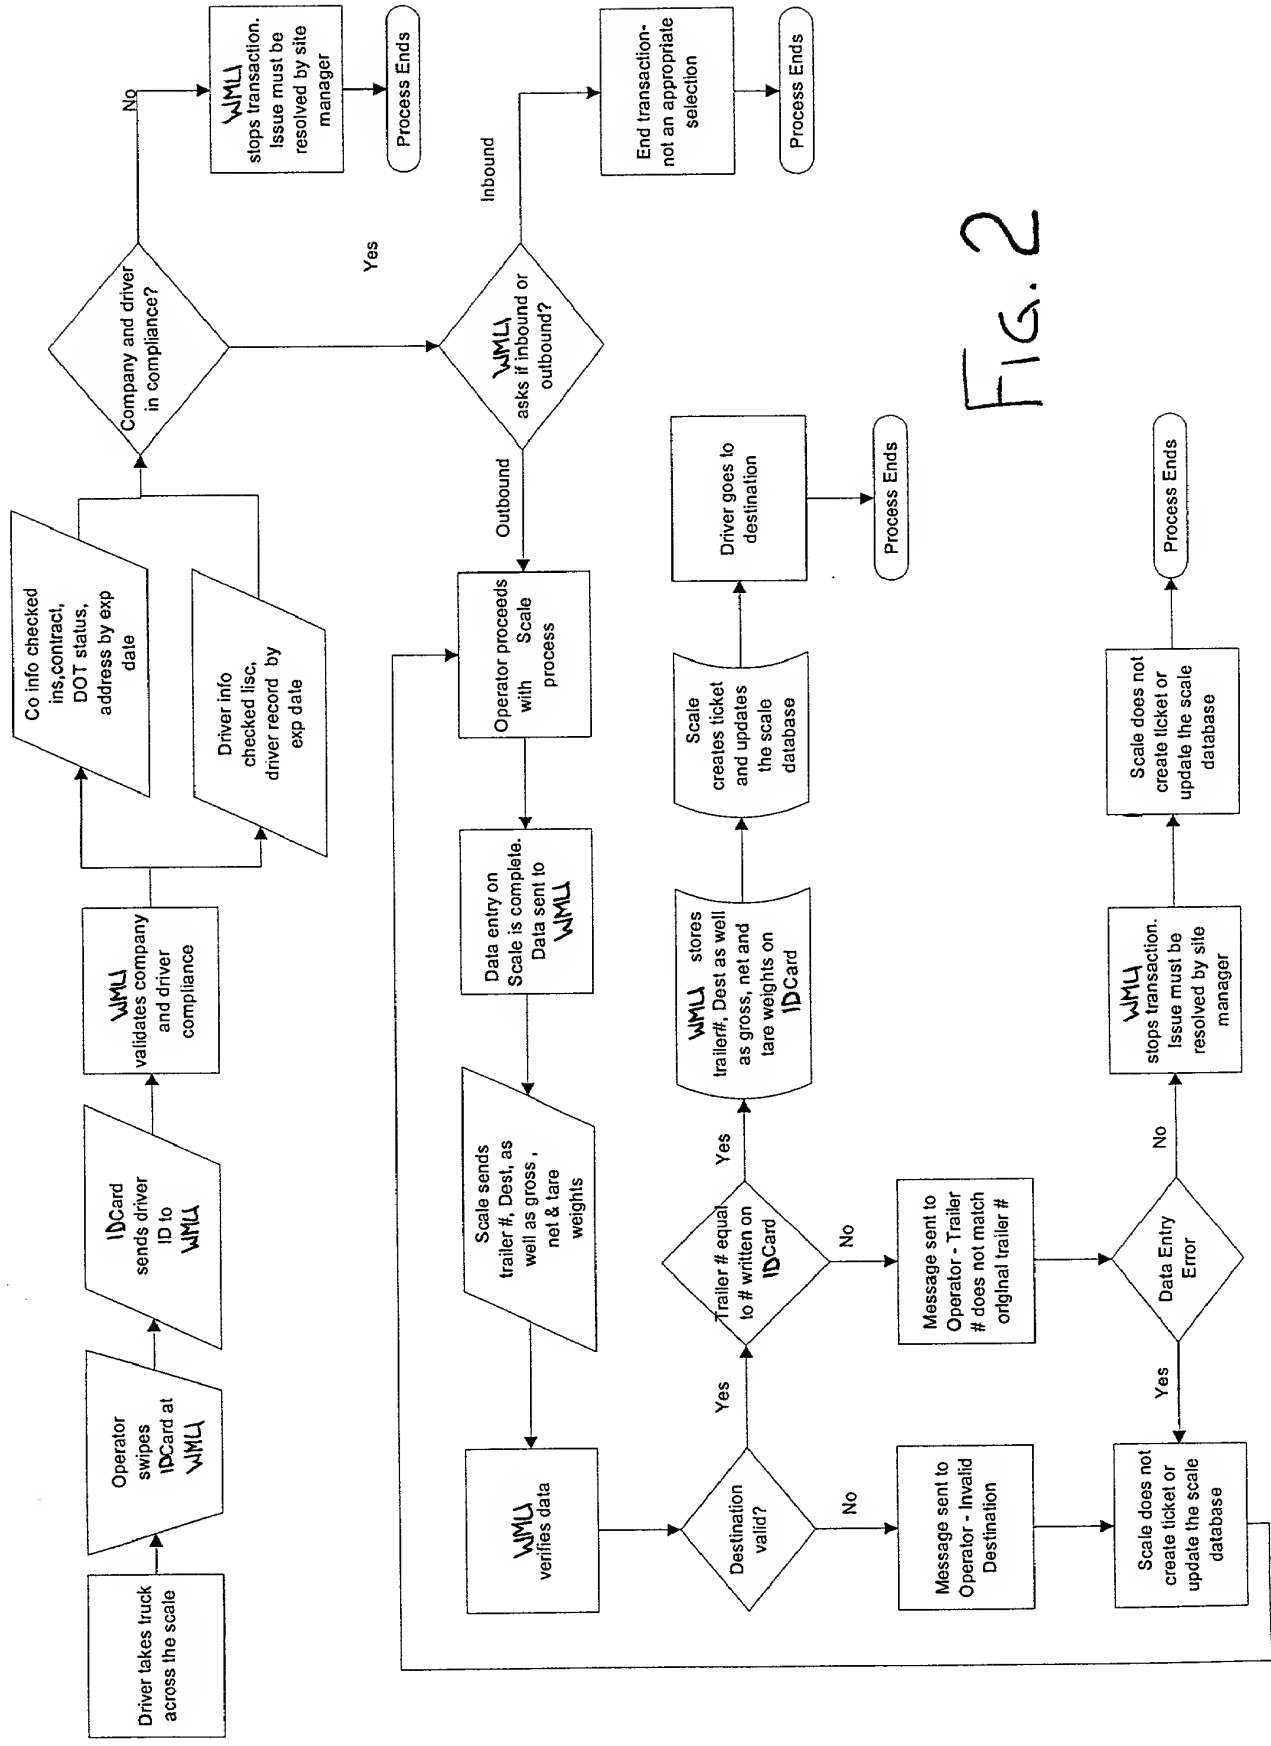 Driver takes truck
across the scale
Operator
swipes
IDCard at
WMU
IDCard
sends driver
ID to
WMU
WMU
validates company
and driver
compliance
Co info checked
ins,contract,
DOT status,
address by exp
date
Driver info
checked lisc,
driver record by
exp date
Company and driver
in compliance?
No
WMU
stops transaction.
Issue must be
resolved by site
manager
Process Ends
Yes
WMU
asks if inbound or
outbound?
Inbound
End transaction-
not an appropriate
selection
Process Ends
Outbound
Operator proceeds
with Scale
process
Data entry on
Scale is complete.
Data sent to
WMU
Scale sends
trailer #, Dest, as
well as gross ,
net & tare
weights
WMU
verifies data
Destination
valid?
Yes
Trailer # equal
to # written on
IDCard
Yes
WMU stores
trailer#, Dest as well
as gross, net and
tare weights on
IDCard
Scale
creates ticket
and updates
the scale
database
Driver goes to
destination
Process Ends
No
Message sent to
Operator - Invalid
Destination
No
Message sent to
Operator - Trailer
# does not match
original trailer #
Scale does not
create ticket or
update the scale
database
Yes
Data Entry
Error
No
WMU
stops transaction.
Issue must be
resolved by site
manager
Scale does not
create ticket or
update the scale
database
Process Ends
FIG. 2